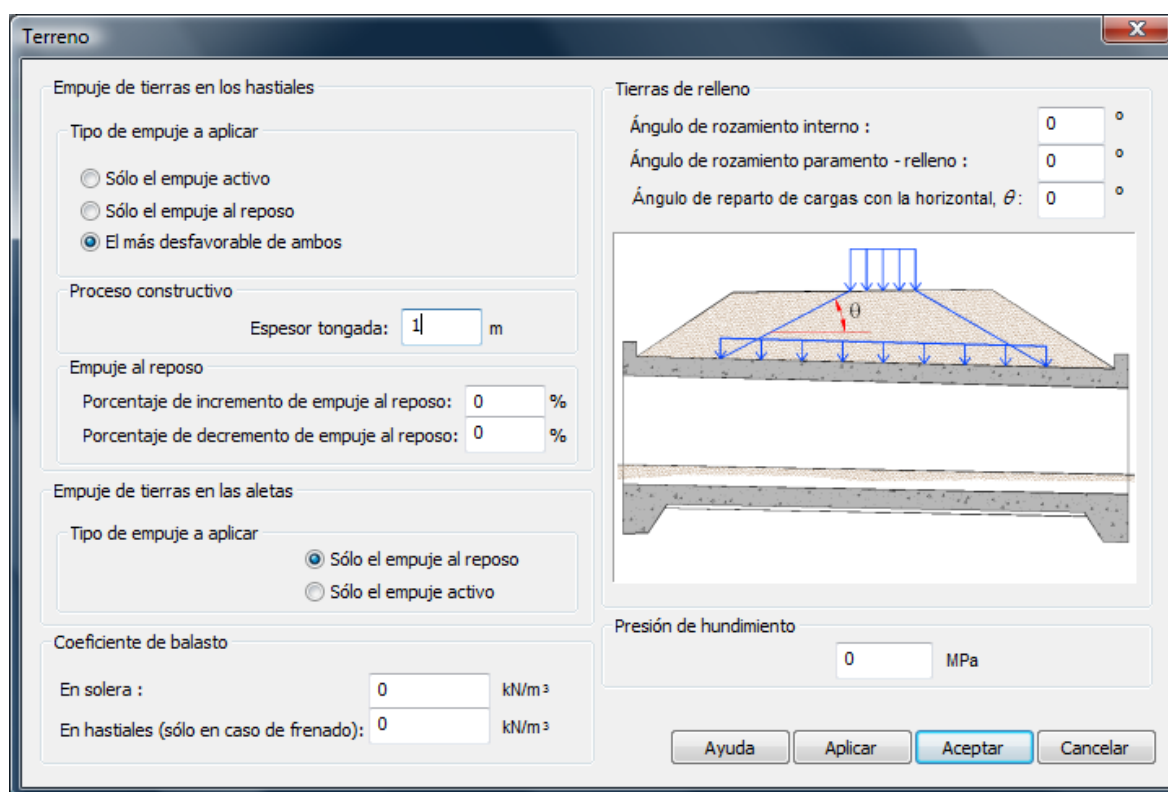 Terreno
Empuje de tierras en los hastiales
Tipo de empuje a aplicar
Sólo el empuje activo
Sólo el empuje al reposo
El más desfavorable de ambos
Proceso constructivo
Espesor tongada: 1 m
Empuje al reposo
Porcentaje de incremento de empuje al reposo: 0 %
Porcentaje de decremento de empuje al reposo: 0 %
Empuje de tierras en las aletas
Tipo de empuje a aplicar
Sólo el empuje al reposo
Sólo el empuje activo
Coeficiente de balasto
En solera : 0 kN/m³
En hastiales (sólo en caso de frenado): 0 kN/m³
Tierras de relleno
Ángulo de rozamiento interno : 0 º
Ángulo de rozamiento paramento - relleno : 0 º
Ángulo de reparto de cargas con la horizontal, θ: 0 º
θ
Presión de hundimiento
0 MPa
Ayuda Aplicar Aceptar Cancelar